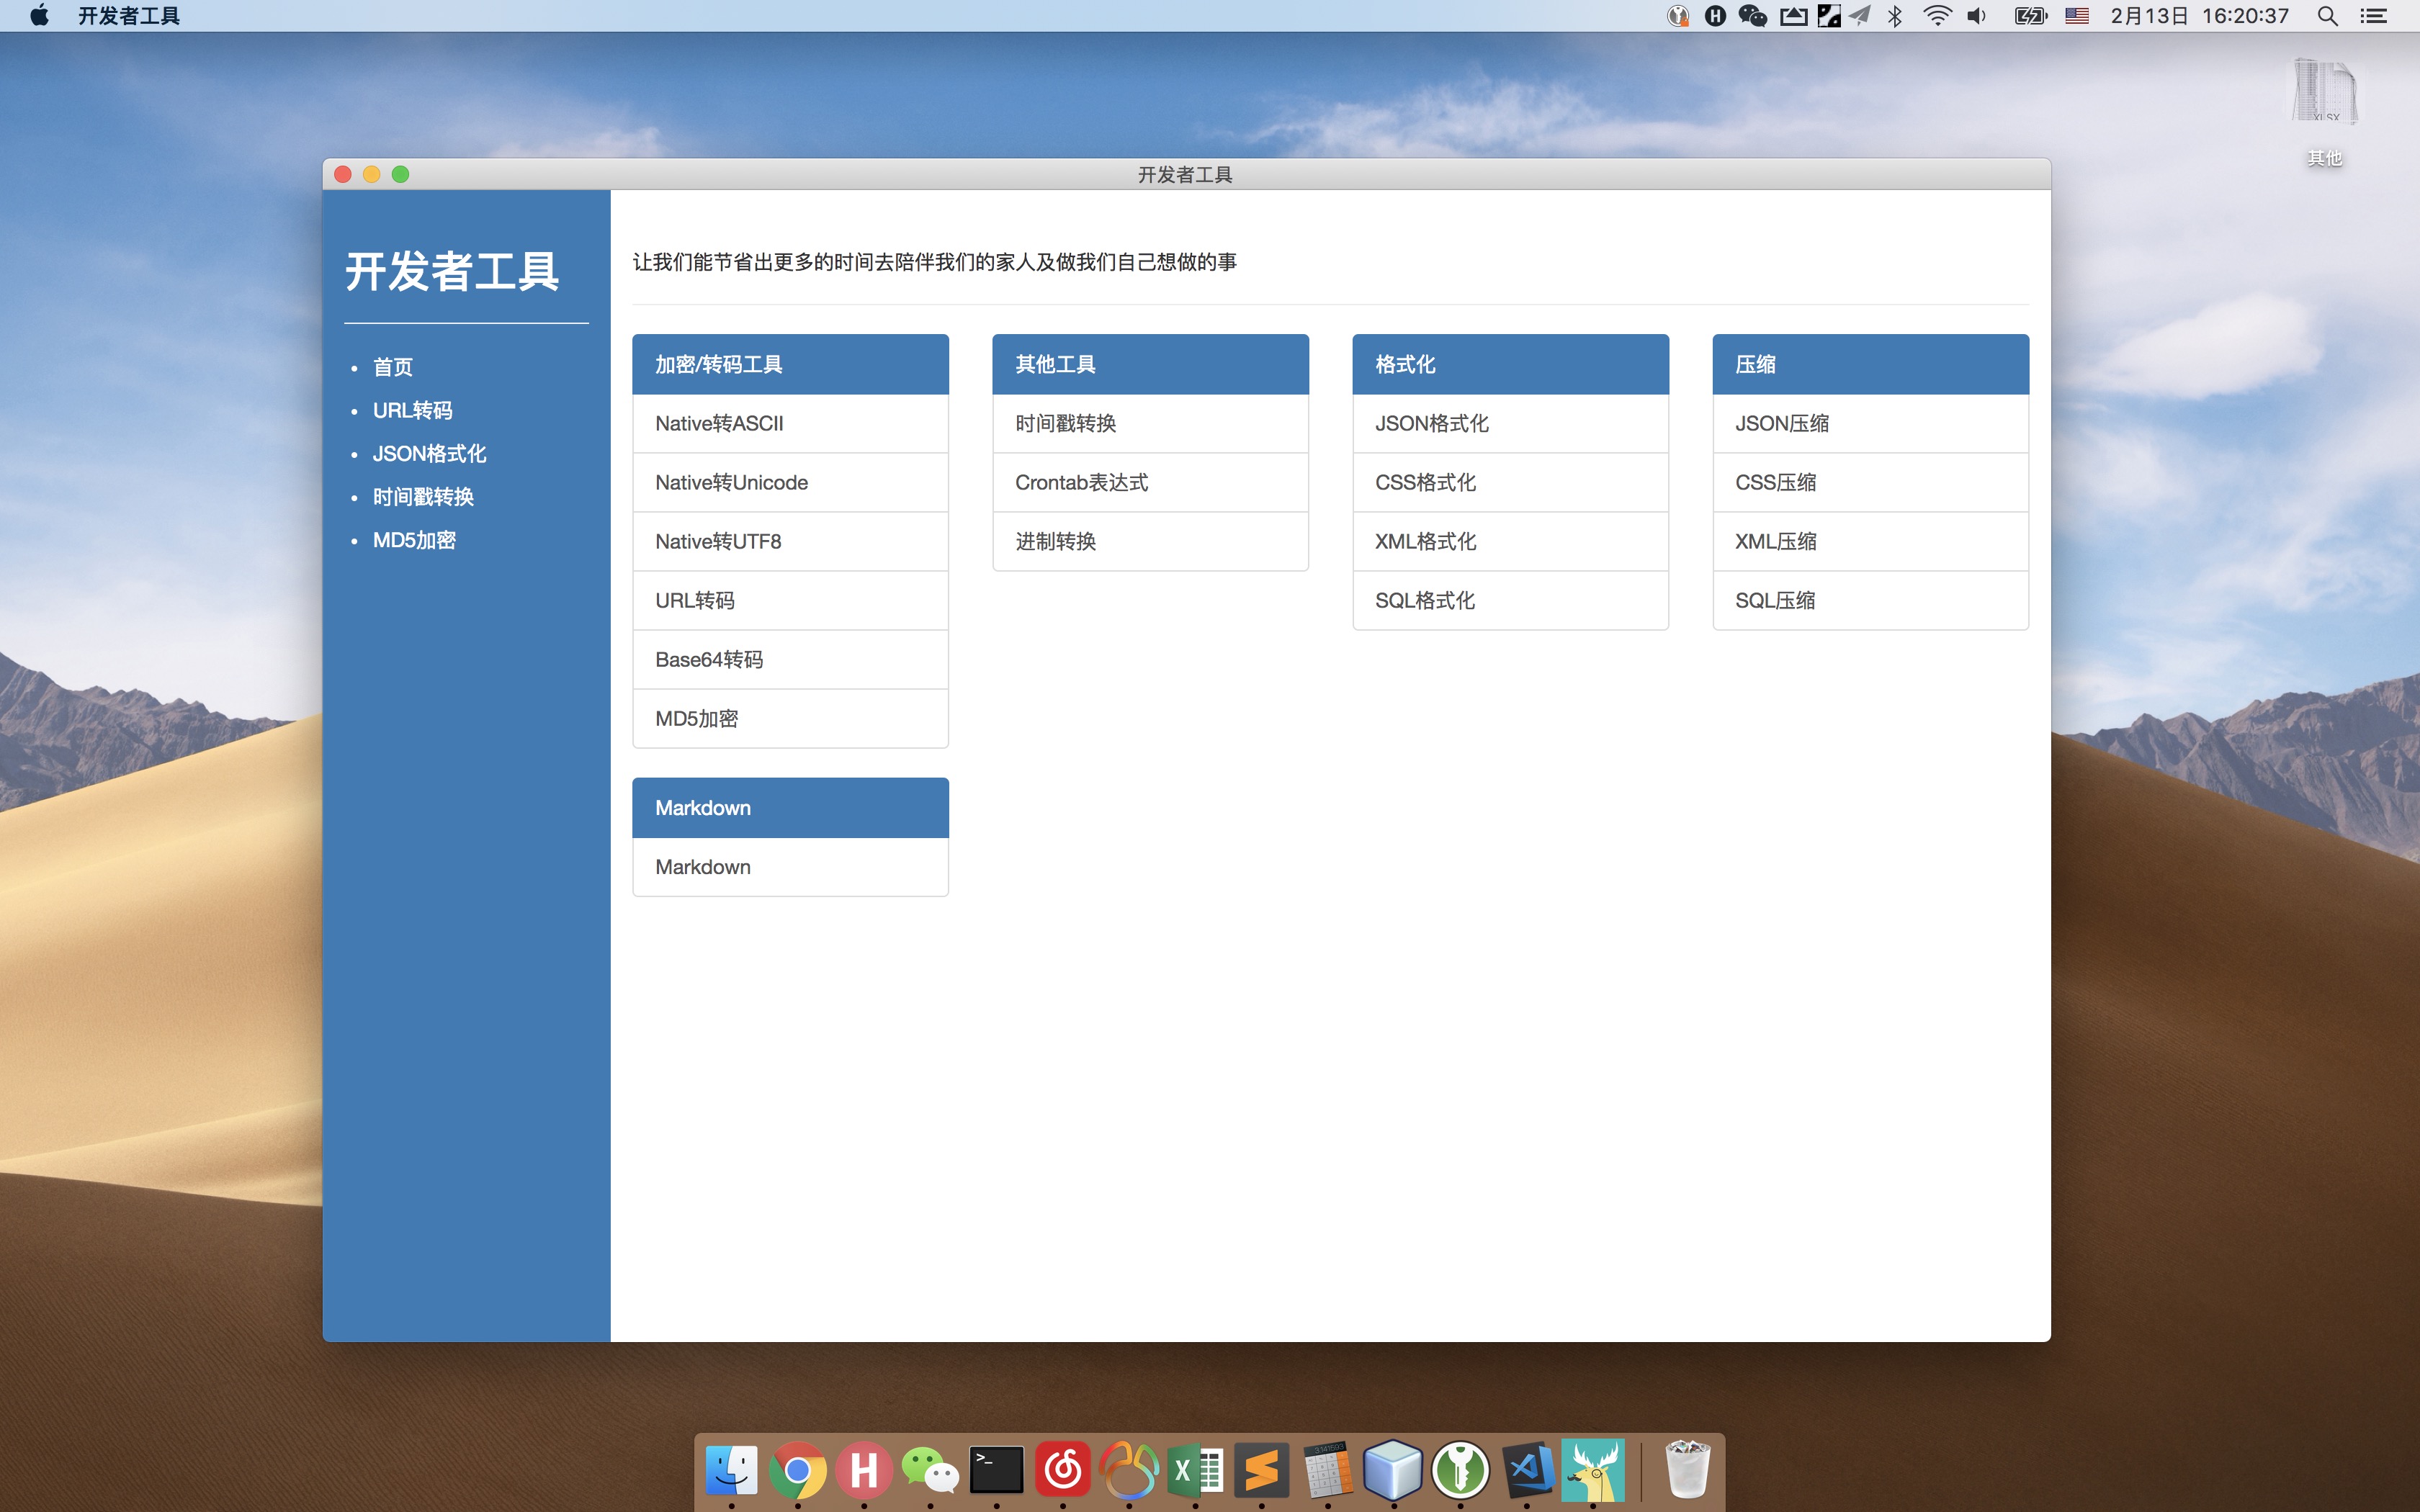 开发者工具
2月13日 16:20:37
XLSX
其他
开发者工具
开发者工具
首页
URL转码
JSON格式化
时间戳转换
MD5加密
让我们能节省出更多的时间去陪伴我们的家人及做我们自己想做的事
加密/转码工具
Native转ASCII
Native转Unicode
Native转UTF8
URL转码
Base64转码
MD5加密
其他工具
时间戳转换
Crontab表达式
进制转换
格式化
JSON格式化
CSS格式化
XML格式化
SQL格式化
压缩
JSON压缩
CSS压缩
XML压缩
SQL压缩
Markdown
Markdown